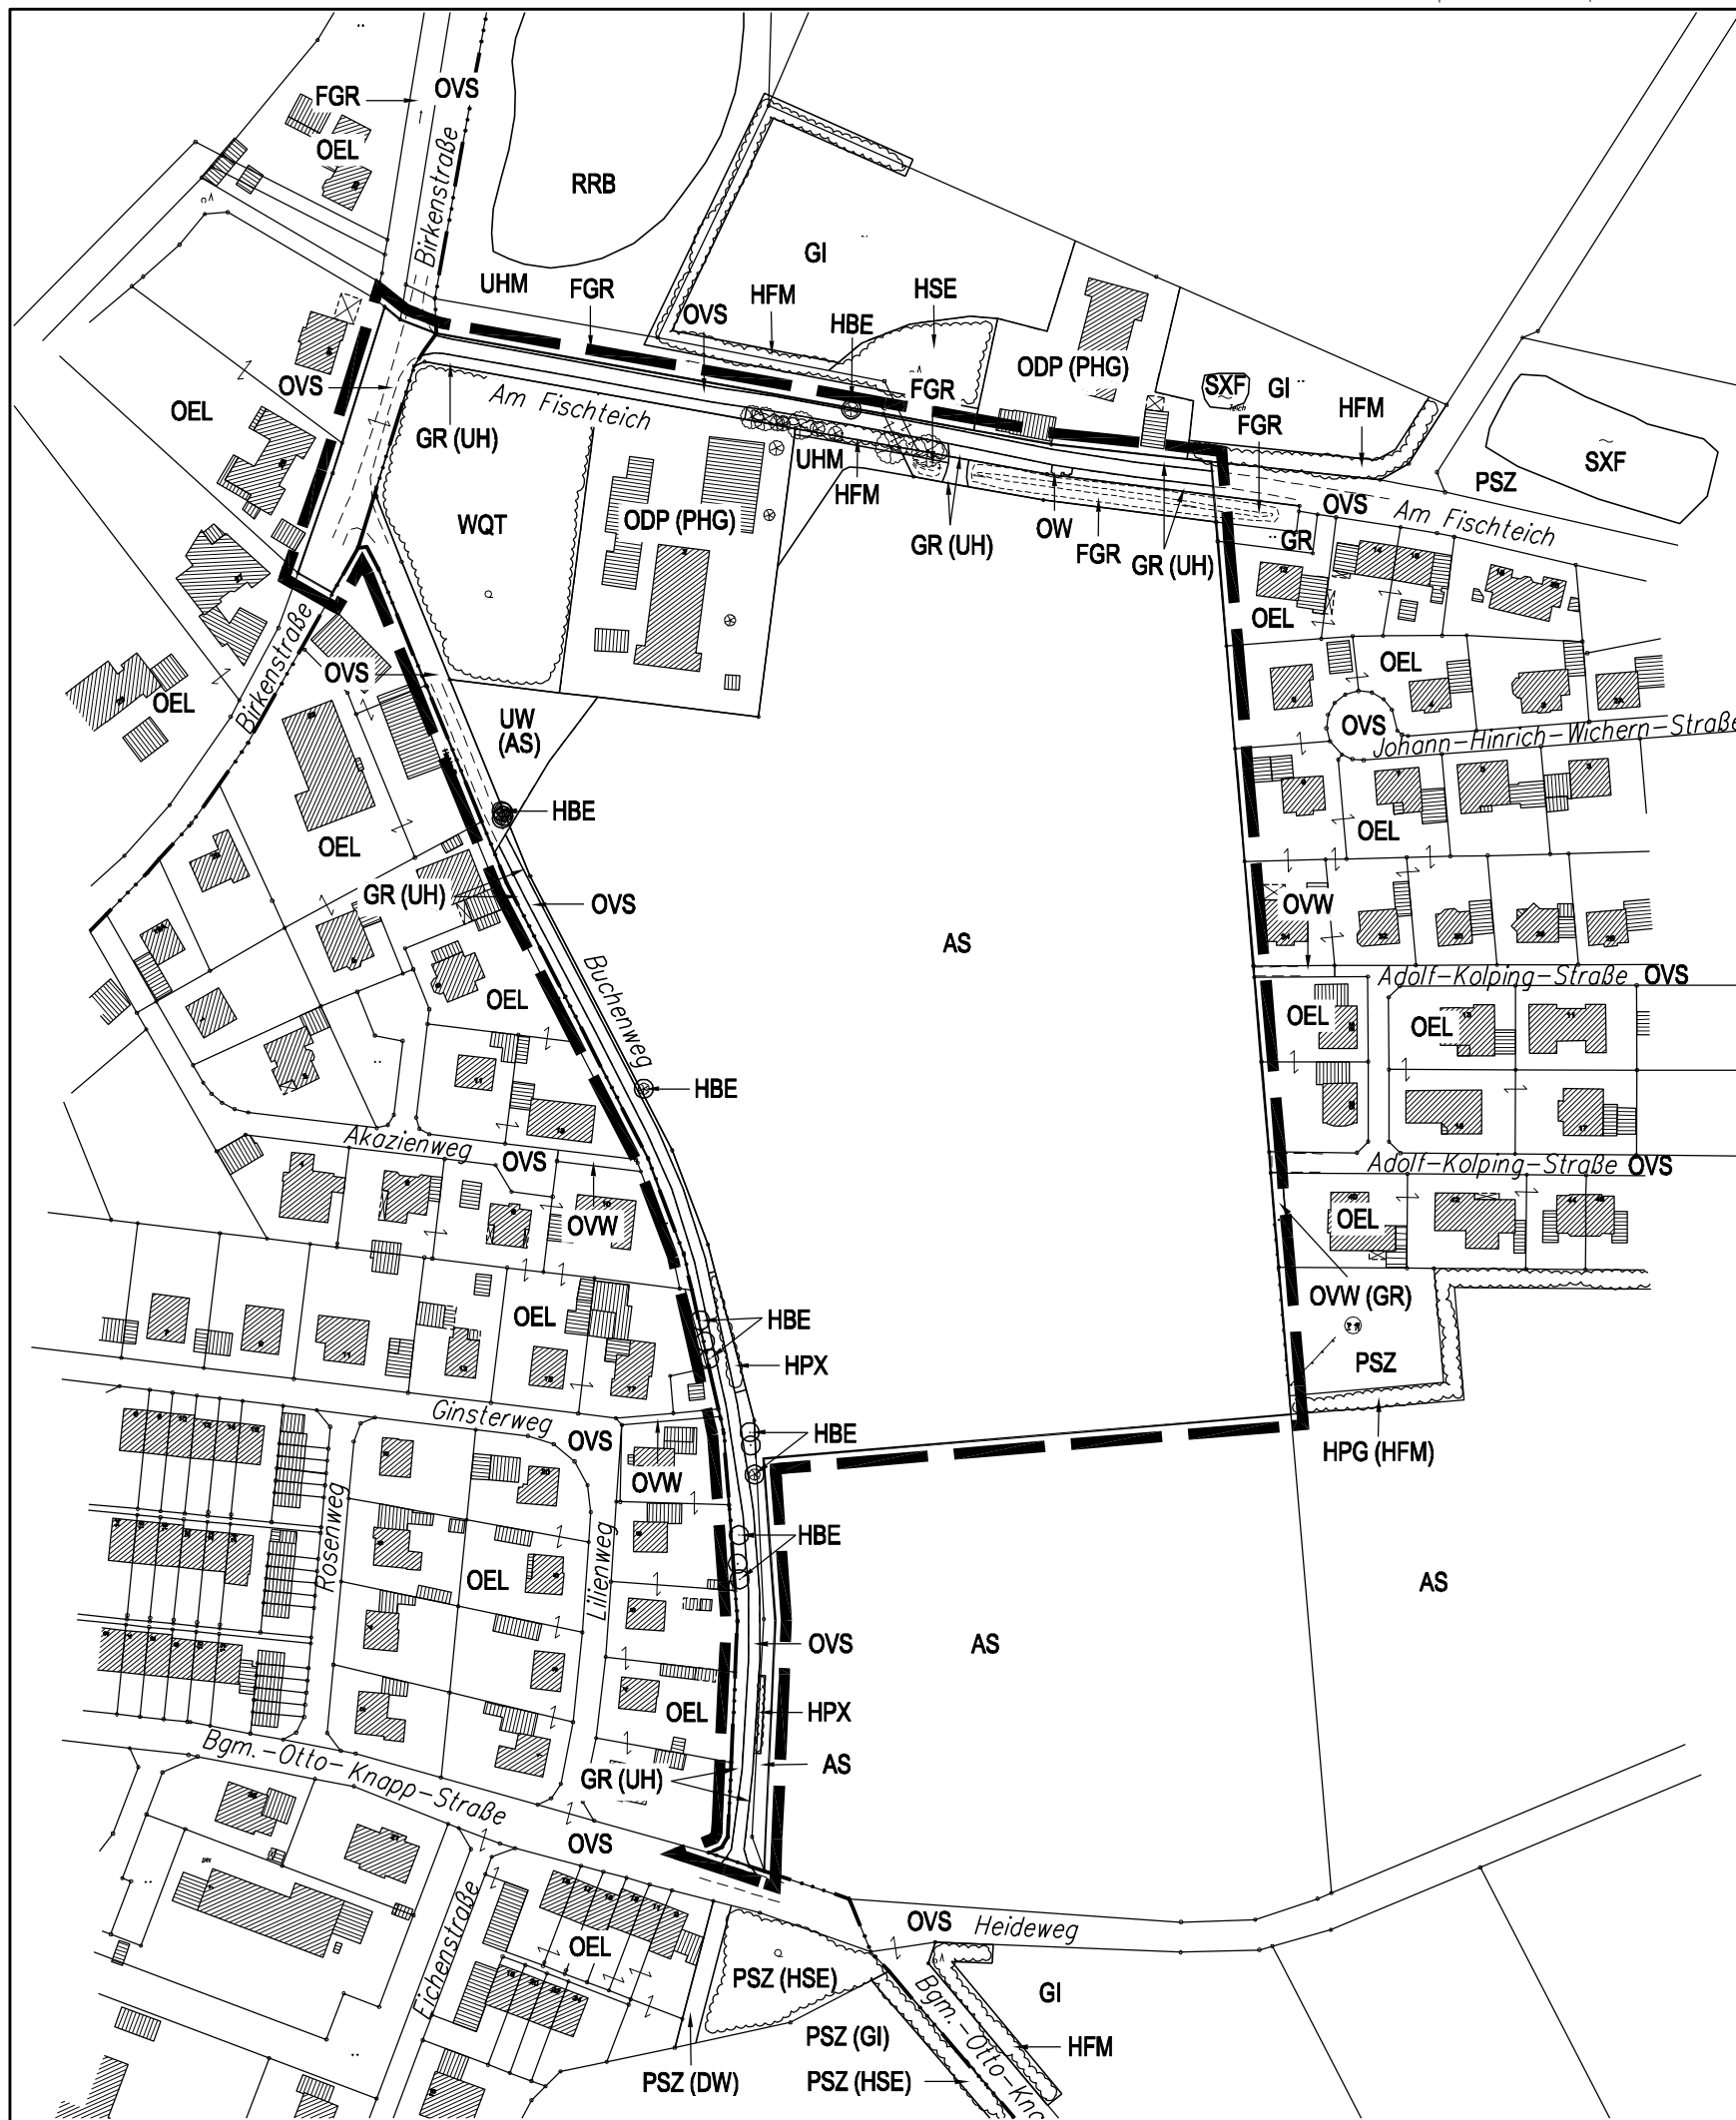 FGR
OVS
OEL
Birkenstraße
RRB
UHM
FGR
GI
HFM
HSE
HBE
OVS
ODP (PHG)
FGR
SXF
GI
HFM
FGR
OVS
OEL
Am Fischteich
GR (UH)
UHM
HFM
PSZ
SXF
WQT
ODP (PHG)
GR (UH)
OW
FGR
GR (UH)
OVS
Am Fischteich
GR
OEL
OEL
OVS
Johann-Hinrich-Wichern-Straße
OEL
Birkenstraße
OVS
OEL
UW
(AS)
HBE
OEL
GR (UH)
OVS
OVW
AS
Adolf-Kolping-Straße OVS
OEL
Buchenweg
OEL
OEL
HBE
Akazienweg
OVS
Adolf-Kolping-Straße OVS
OVW
OEL
OVW (GR)
OEL
HBE
HPX
PSZ
Ginsterweg
OVS
HBE
HPG (HFM)
OVW
Rosenweg
Lilienweg
HBE
OEL
AS
OVS
AS
OEL
HPX
Bgm.-Otto-Knapp-Straße
AS
GR (UH)
OVS
Eichenstraße
OEL
OVS
Heideweg
PSZ (HSE)
GI
Bgm.-Otto-Kna
PSZ (GI)
HFM
PSZ (DW)
PSZ (HSE)